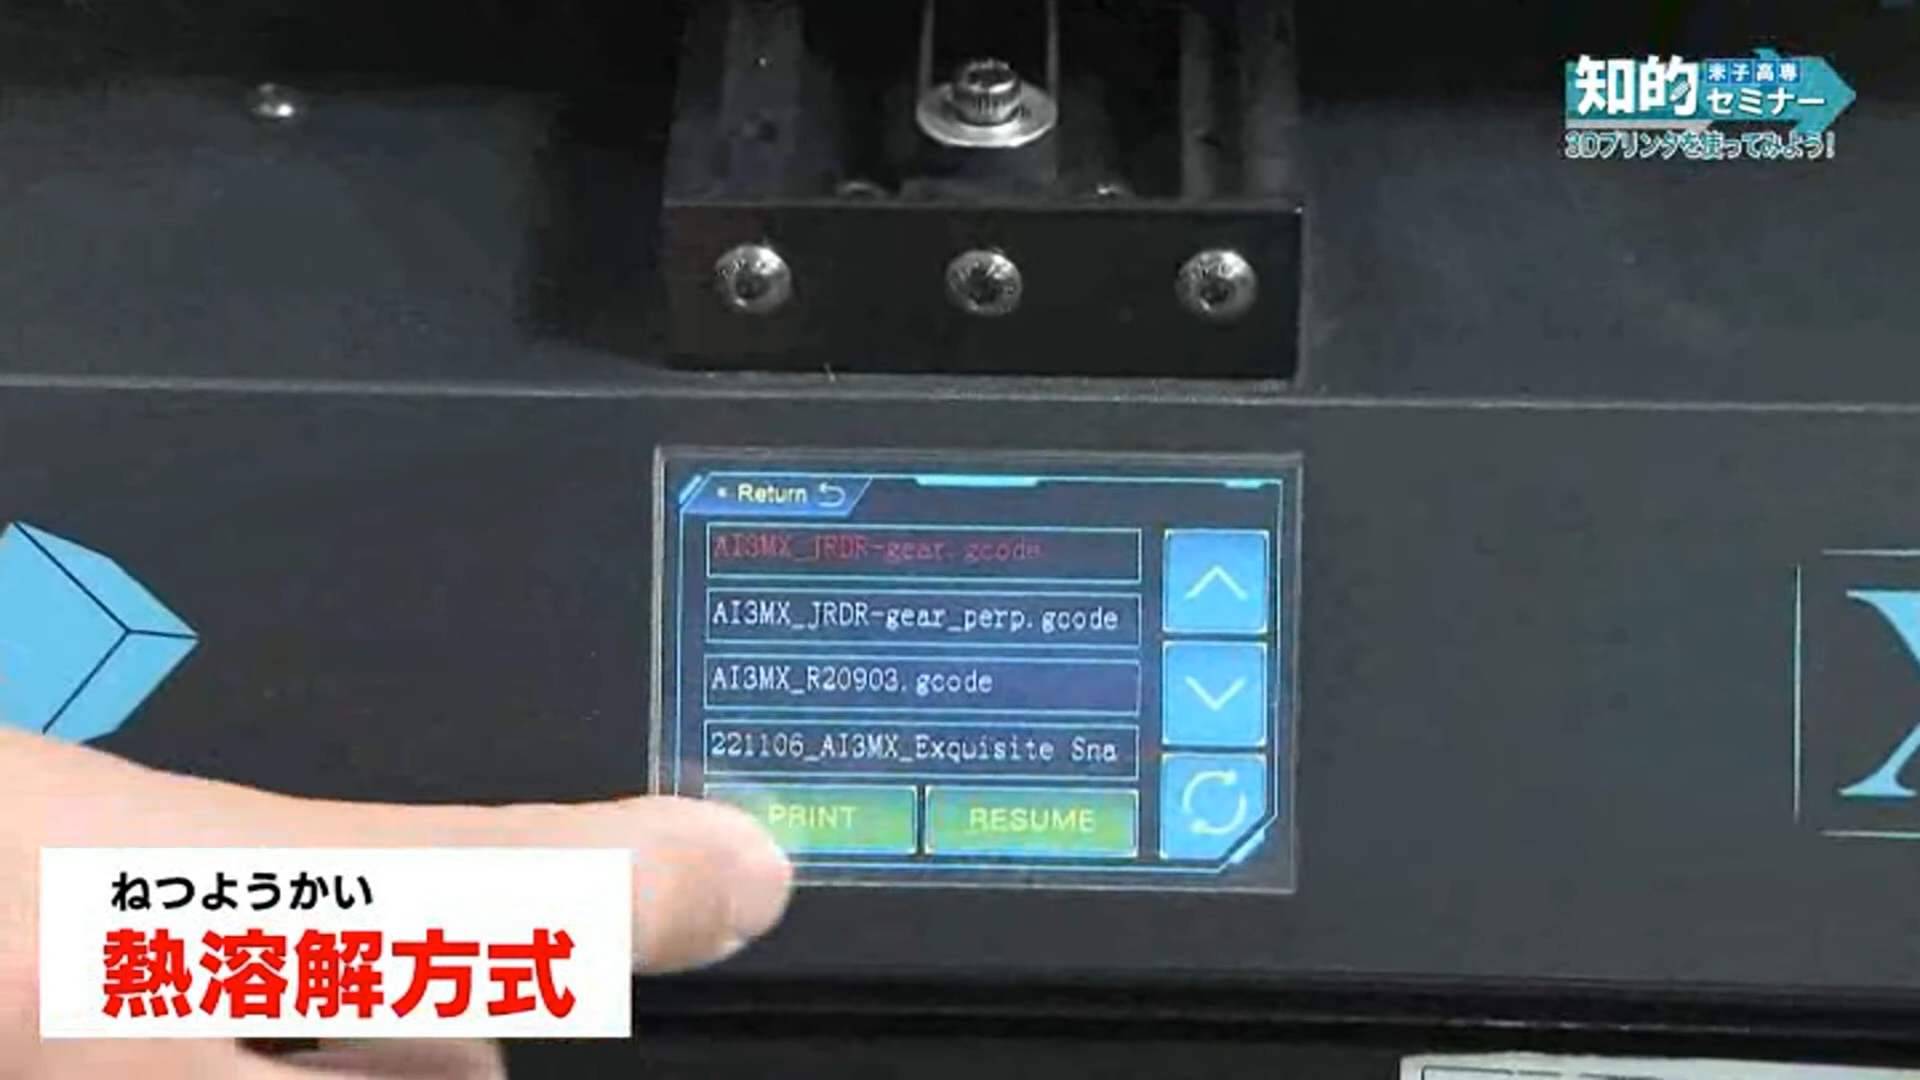 知的
米子高専
セミナー
3Dプリンタを使ってみよう!
Return
AI3MX_JRDR-gear.gcode
AI3MX_JRDR-gear_perp.gcode
AI3MX_R20903.gcode
221106_AI3MX_Exquisite Sna
PRINT
RESUME
ねつようかい
熱溶解方式